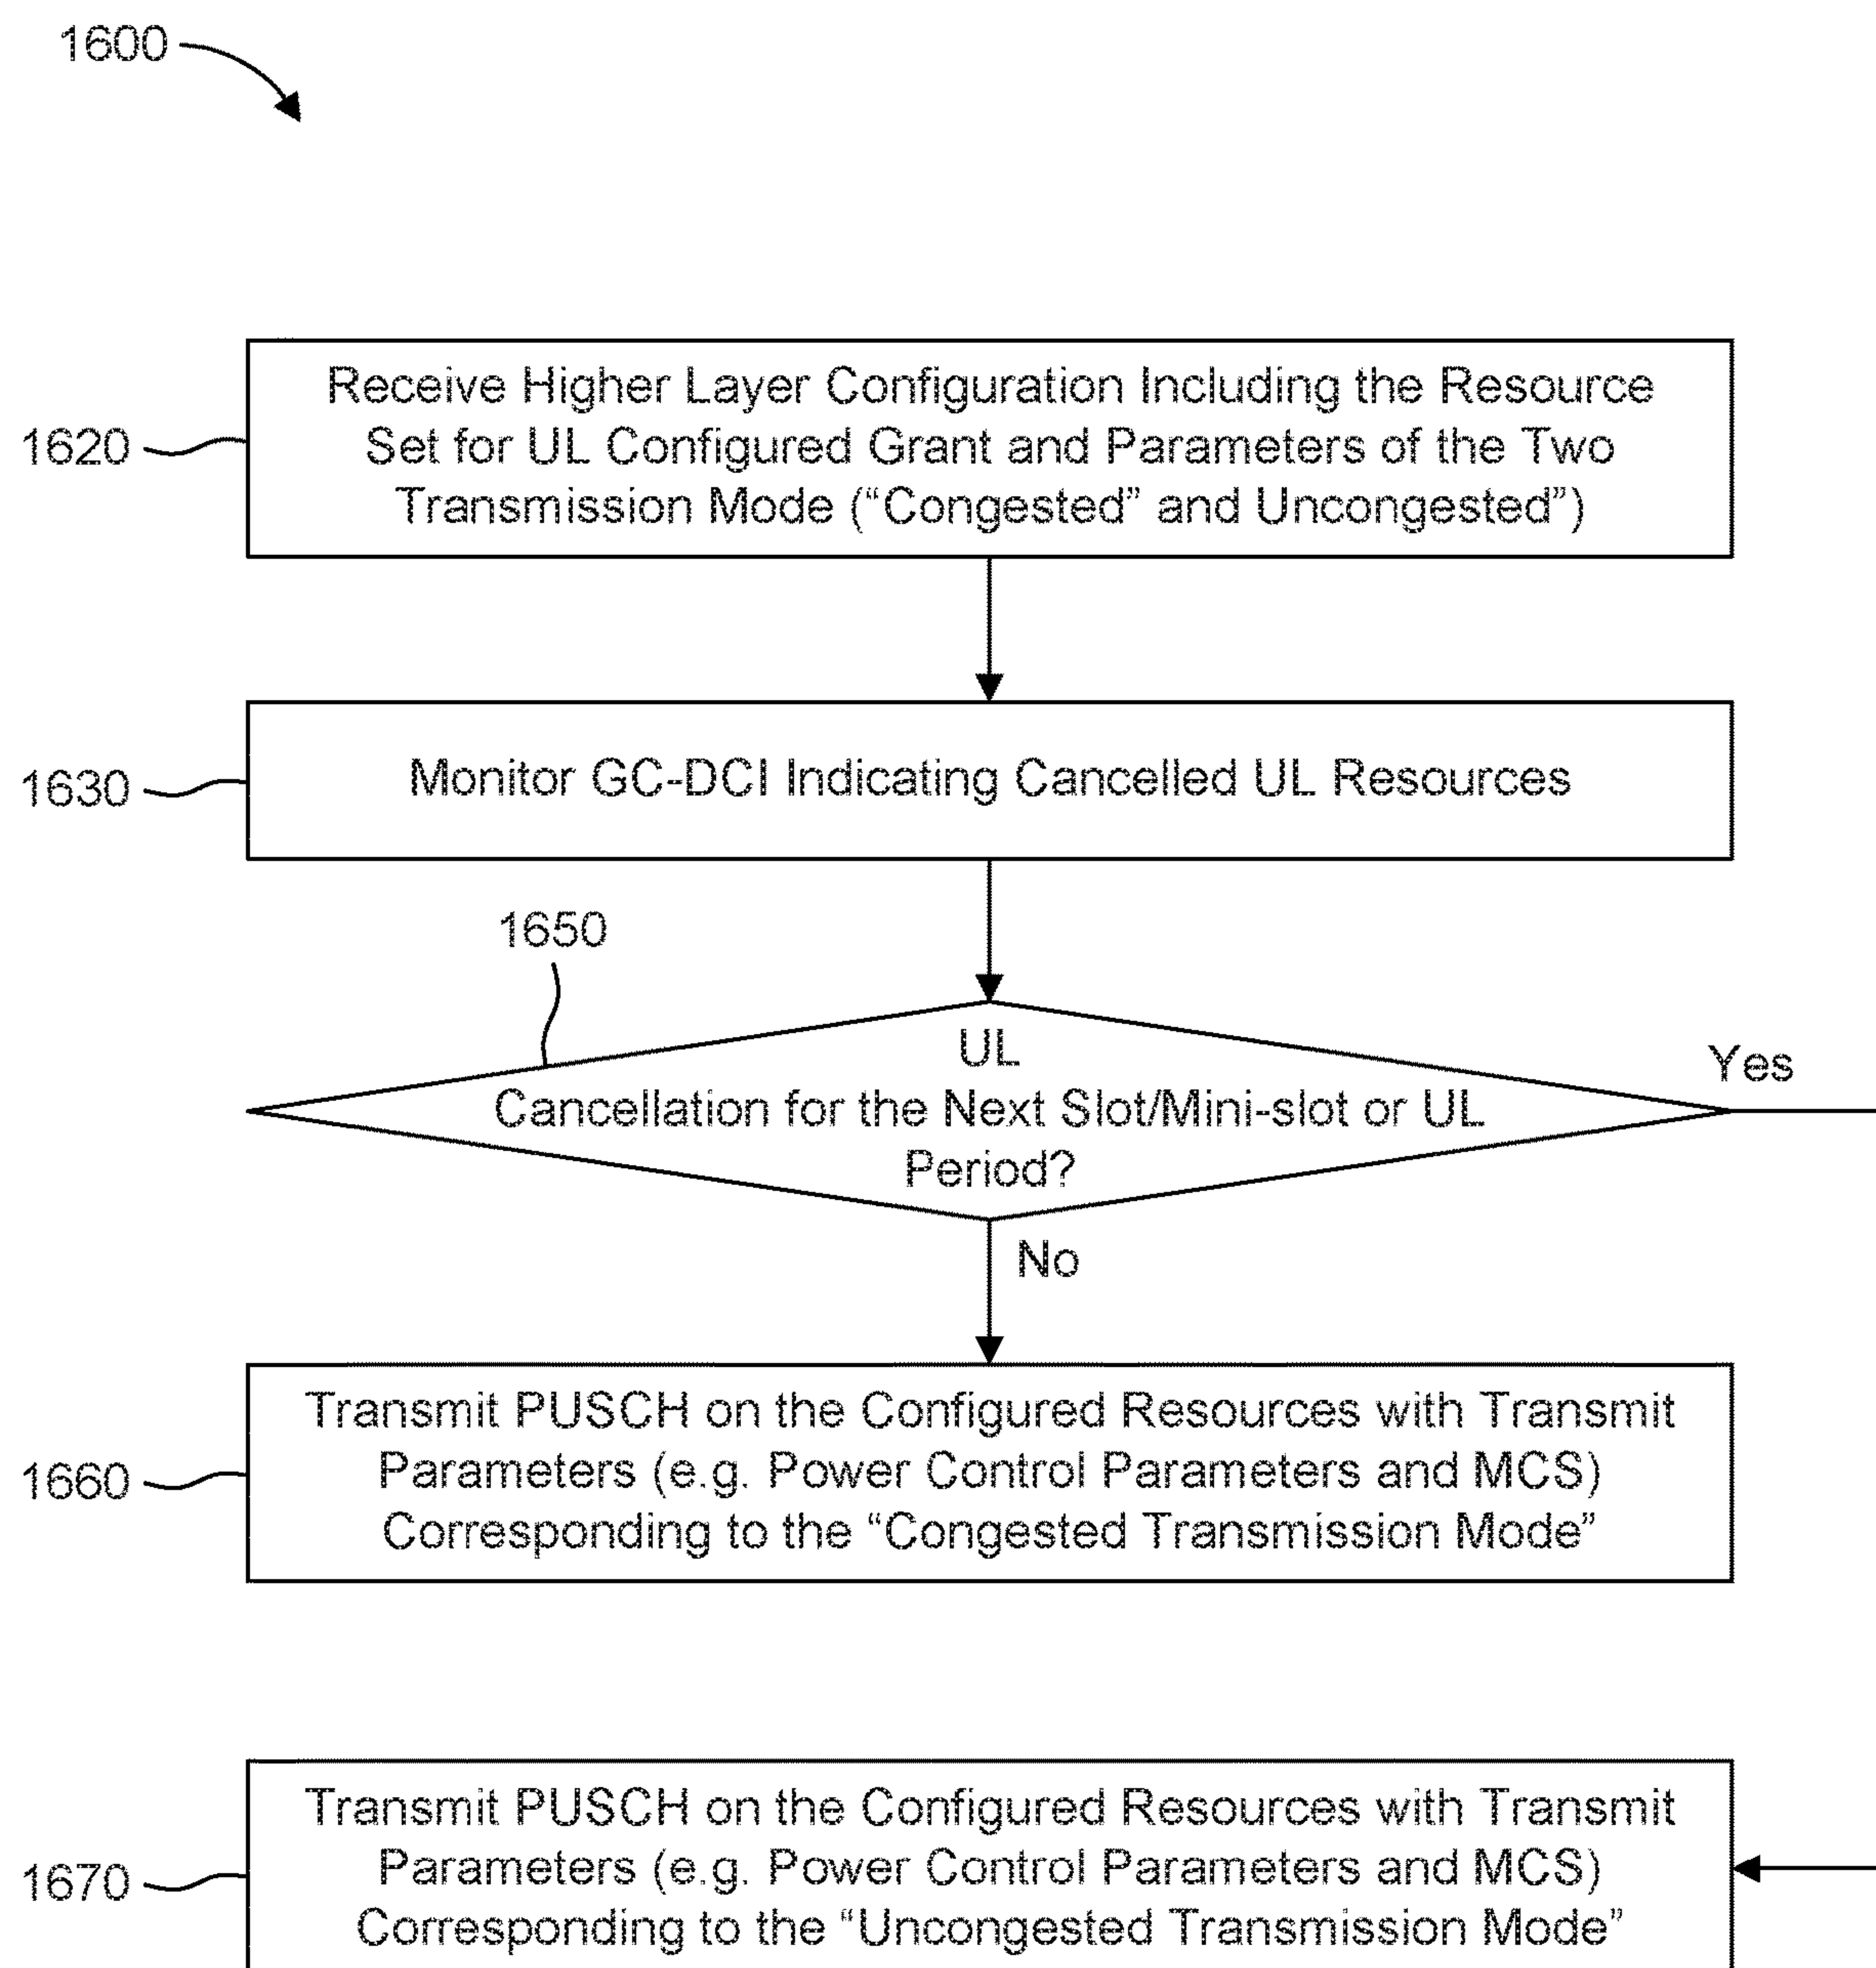 1600
Receive Higher Layer Configuration Including the Resource
Set for UL Configured Grant and Parameters of the Two
Transmission Mode (“Congested” and Uncongested”)
1620
Monitor GC-DCI Indicating Cancelled UL Resources
1630
1650
UL
Cancellation for the Next Slot/Mini-slot or UL
Period?
Yes
No
Transmit PUSCH on the Configured Resources with Transmit
Parameters (e.g. Power Control Parameters and MCS)
Corresponding to the “Congested Transmission Mode”
1660
Transmit PUSCH on the Configured Resources with Transmit
Parameters (e.g. Power Control Parameters and MCS)
Corresponding to the “Uncongested Transmission Mode”
1670